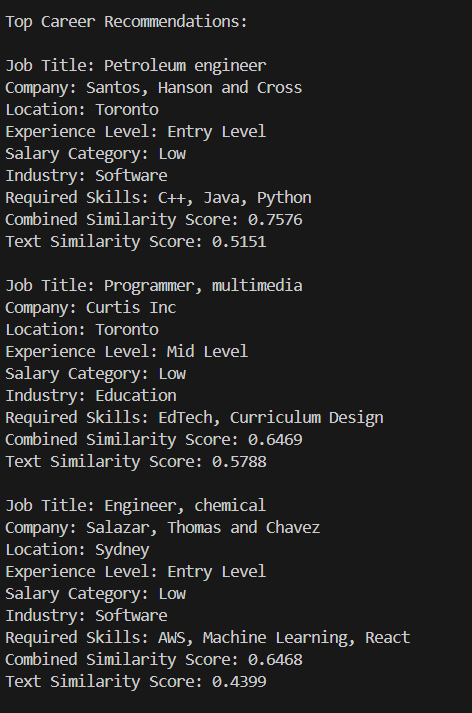 Top Career Recommendations:
Job Title: Petroleum engineer
Company: Santos, Hanson and Cross
Location: Toronto
Experience Level: Entry Level
Salary Category: Low
Industry: Software
Required Skills: C++, Java, Python
Combined Similarity Score: 0.7576
Text Similarity Score: 0.5151
Job Title: Programmer, multimedia
Company: Curtis Inc
Location: Toronto
Experience Level: Mid Level
Salary Category: Low
Industry: Education
Required Skills: EdTech, Curriculum Design
Combined Similarity Score: 0.6469
Text Similarity Score: 0.5788
Job Title: Engineer, chemical
Company: Salazar, Thomas and Chavez
Location: Sydney
Experience Level: Entry Level
Salary Category: Low
Industry: Software
Required Skills: AWS, Machine Learning, React
Combined Similarity Score: 0.6468
Text Similarity Score: 0.4399